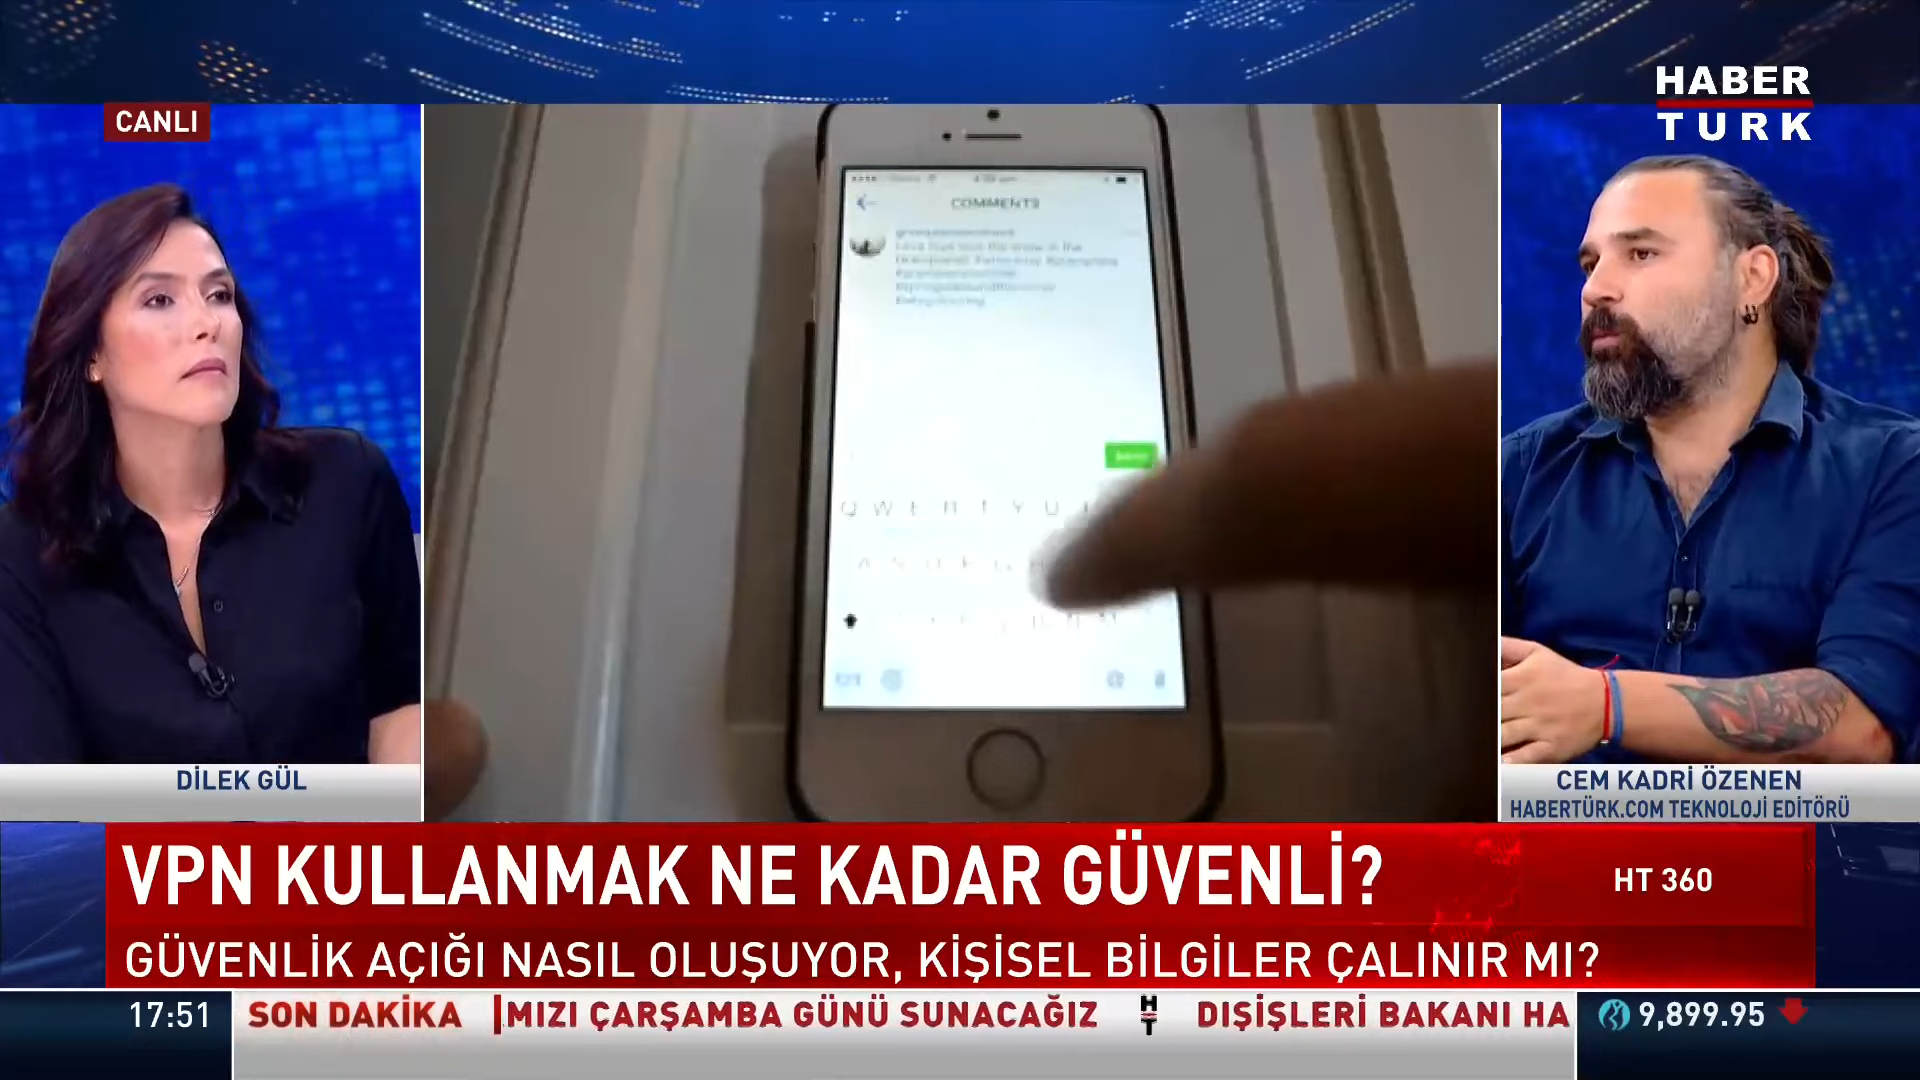 HABER
TURK
CANLI
COMMENTS
Q W E R T Y U
DİLEK GÜL
CEM KADRİ ÖZENEN
HABERTÜRK.COM TEKNOLOJİ EDİTÖRÜ
VPN KULLANMAK NE KADAR GÜVENLİ?
HT 360
GÜVENLİK AÇIĞI NASIL OLUŞUYOR, KİŞİSEL BİLGİLER ÇALINIR MI?
17:51
SON DAKİKA
MIZI ÇARŞAMBA GÜNÜ SUNACAĞIZ
HT
DIŞİŞLERİ BAKANI HA
9,899.95